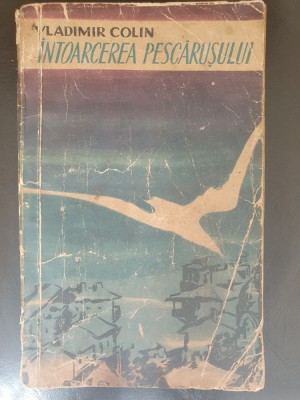 VLADIMIR COLIN
ÎNTOARCEREA PESCĂRUȘULUI